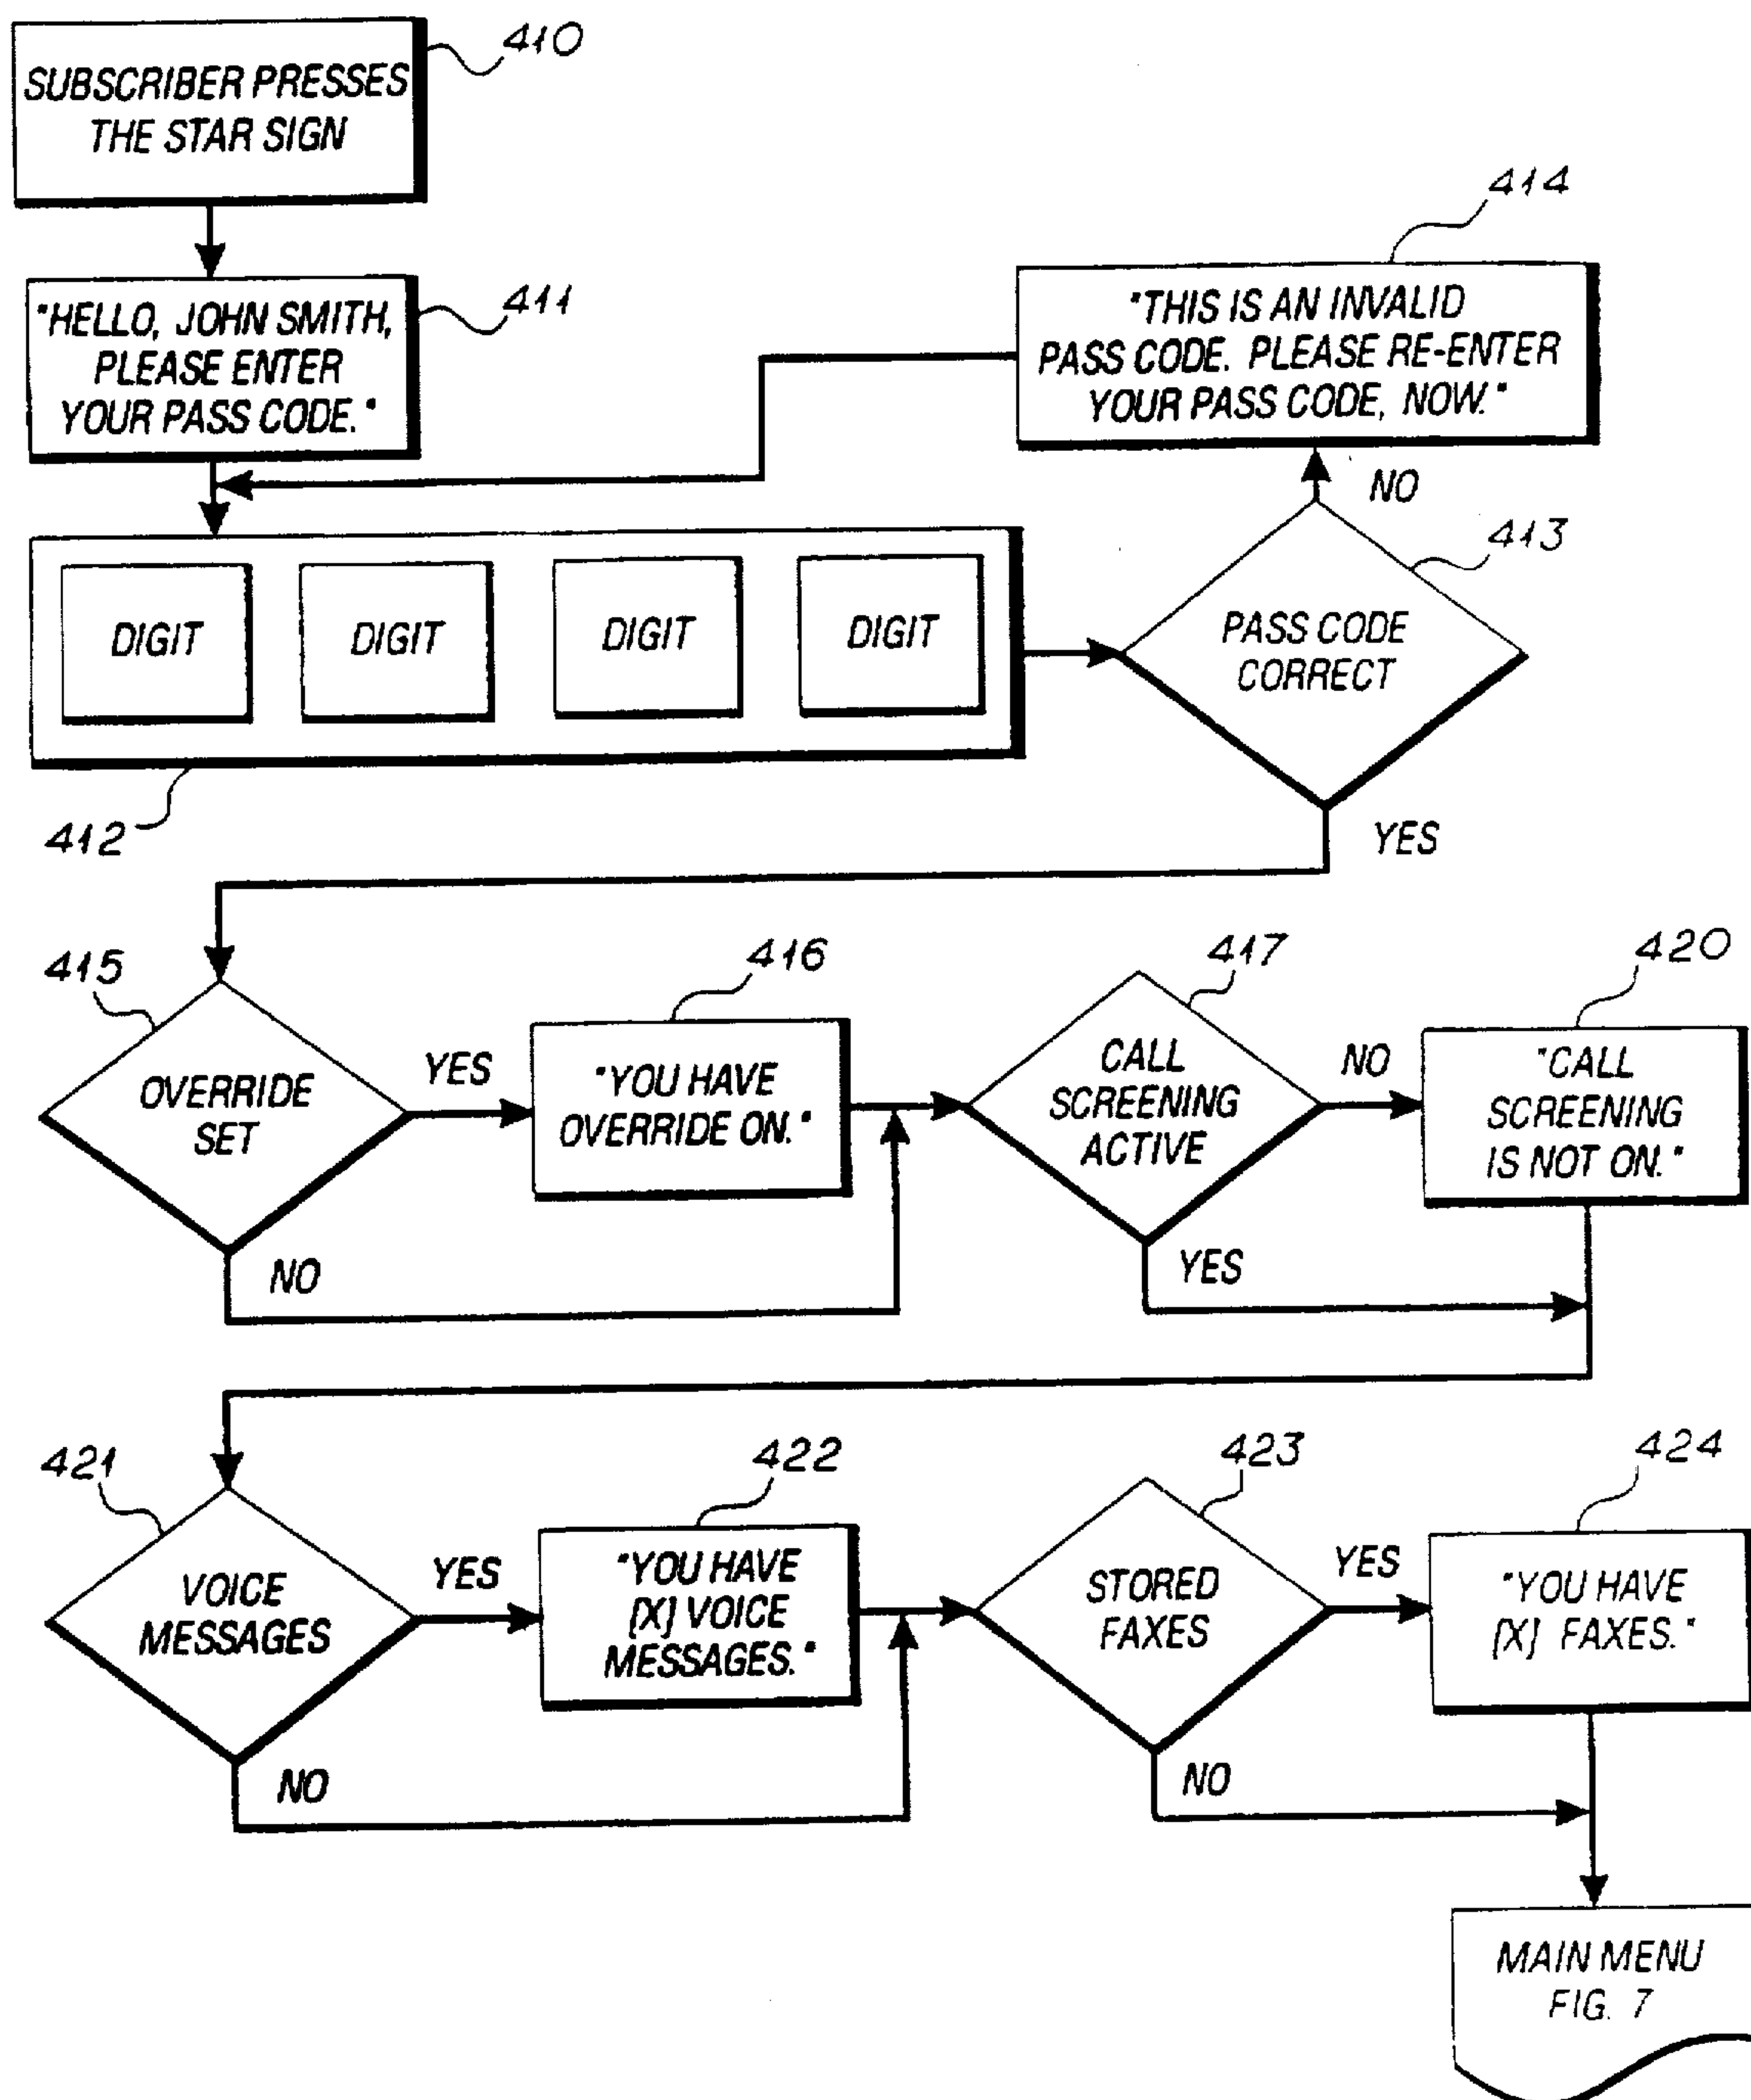 410
SUBSCRIBER PRESSES
THE STAR SIGN
414
411
"HELLO, JOHN SMITH,
PLEASE ENTER
YOUR PASS CODE."
"THIS IS AN INVALID
PASS CODE. PLEASE RE-ENTER
YOUR PASS CODE, NOW."
NO
413
DIGIT
DIGIT
DIGIT
DIGIT
PASS CODE
CORRECT
412
YES
415
416
417
420
OVERRIDE
SET
YES
"YOU HAVE
OVERRIDE ON."
CALL
SCREENING
ACTIVE
NO
"CALL
SCREENING
IS NOT ON."
NO
YES
421
422
423
424
VOICE
MESSAGES
YES
"YOU HAVE
[X] VOICE
MESSAGES."
STORED
FAXES
YES
"YOU HAVE
[X] FAXES."
NO
NO
MAIN MENU
FIG. 7